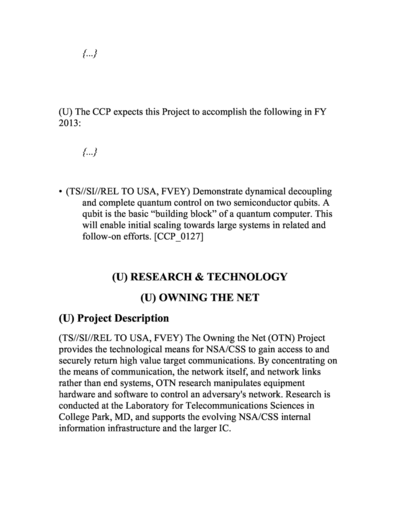 {...}
(U) The CCP expects this Project to accomplish the following in FY
2013:
{...}
• (TS//SI//REL TO USA, FVEY) Demonstrate dynamical decoupling
and complete quantum control on two semiconductor qubits. A
qubit is the basic “building block” of a quantum computer. This
will enable initial scaling towards large systems in related and
follow-on efforts. [CCP_0127]
(U) RESEARCH & TECHNOLOGY
(U) OWNING THE NET
(U) Project Description
(TS//SI//REL TO USA, FVEY) The Owning the Net (OTN) Project
provides the technological means for NSA/CSS to gain access to and
securely return high value target communications. By concentrating on
the means of communication, the network itself, and network links
rather than end systems, OTN research manipulates equipment
hardware and software to control an adversary's network. Research is
conducted at the Laboratory for Telecommunications Sciences in
College Park, MD, and supports the evolving NSA/CSS internal
information infrastructure and the larger IC.